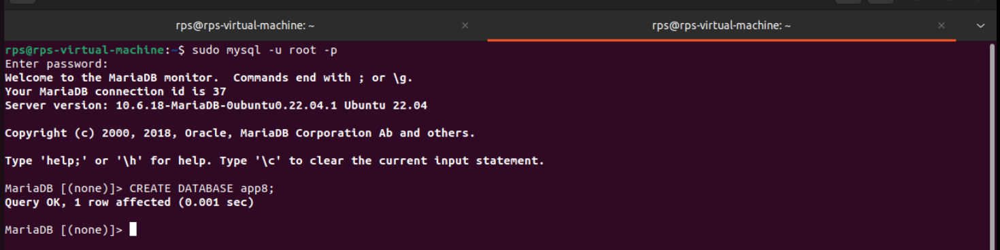 rps@rps-virtual-machine: ~ rps@rps-virtual-machine: ~
rps@rps-virtual-machine:~$ sudo mysql -u root -p
Enter password:
Welcome to the MariaDB monitor.  Commands end with ; or \g.
Your MariaDB connection id is 37
Server version: 10.6.18-MariaDB-0ubuntu0.22.04.1 Ubuntu 22.04

Copyright (c) 2000, 2018, Oracle, MariaDB Corporation Ab and others.

Type 'help;' or '\h' for help. Type '\c' to clear the current input statement.

MariaDB [(none)]> CREATE DATABASE app8;
Query OK, 1 row affected (0.001 sec)

MariaDB [(none)]>